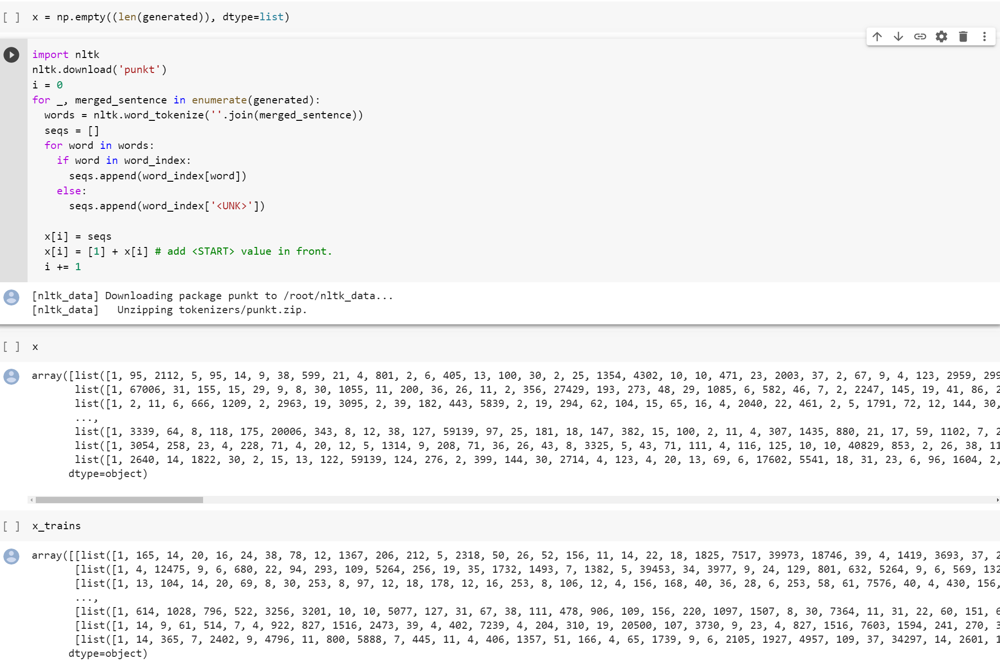 [ ] x = np.empty((len(generated)), dtype=list)
import nltk
nltk.download('punkt')
i = 0
for _, merged_sentence in enumerate(generated):
  words = nltk.word_tokenize(''.join(merged_sentence))
  seqs = []
  for word in words:
    if word in word_index:
      seqs.append(word_index[word])
    else:
      seqs.append(word_index['<UNK>'])
  x[i] = seqs
  x[i] = [1] + x[i] # add <START> value in front.
  i += 1
[nltk_data] Downloading package punkt to /root/nltk_data...
[nltk_data]   Unzipping tokenizers/punkt.zip.
[ ] x
array([list([1, 95, 2112, 5, 95, 14, 9, 38, 599, 21, 4, 801, 2, 6, 405, 13, 100, 30, 2, 25, 1354, 4302, 10, 10, 471, 23, 2003, 37, 2, 67, 9, 4, 123, 2959, 299
list([1, 67006, 31, 155, 15, 29, 9, 8, 30, 1055, 11, 200, 36, 26, 11, 2, 356, 27429, 193, 273, 48, 29, 1085, 6, 582, 46, 7, 2, 2247, 145, 19, 41, 86, 2
list([1, 2, 11, 6, 666, 1209, 2, 2963, 19, 3095, 2, 39, 182, 443, 5839, 2, 19, 294, 62, 104, 15, 65, 16, 4, 2040, 22, 461, 2, 5, 1791, 72, 12, 144, 30,
...,
list([1, 3339, 64, 8, 118, 175, 20006, 343, 8, 12, 38, 127, 59139, 97, 25, 181, 18, 147, 382, 15, 100, 2, 11, 4, 307, 1435, 880, 21, 17, 59, 1102, 7, 2
list([1, 3054, 258, 23, 4, 228, 71, 4, 20, 12, 5, 1314, 9, 208, 71, 36, 26, 43, 8, 3325, 5, 43, 71, 111, 4, 116, 125, 10, 10, 40829, 853, 2, 26, 38, 11
list([1, 2640, 14, 1822, 30, 2, 15, 13, 122, 59139, 124, 276, 2, 399, 144, 30, 2714, 4, 123, 4, 20, 13, 69, 6, 17602, 5541, 18, 31, 23, 6, 96, 1604, 2,
dtype=object)
[ ] x_trains
array([[list([1, 165, 14, 20, 16, 24, 38, 78, 12, 1367, 206, 212, 5, 2318, 50, 26, 52, 156, 11, 14, 22, 18, 1825, 7517, 39973, 18746, 39, 4, 1419, 3693, 37, 2
[list([1, 4, 12475, 9, 6, 680, 22, 94, 293, 109, 5264, 256, 19, 35, 1732, 1493, 7, 1382, 5, 39453, 34, 3977, 9, 24, 129, 801, 632, 5264, 9, 6, 569, 132
[list([1, 13, 104, 14, 20, 69, 8, 30, 253, 8, 97, 12, 18, 178, 12, 16, 253, 8, 106, 12, 4, 156, 168, 40, 36, 28, 6, 253, 58, 61, 7576, 40, 4, 430, 156,
...,
[list([1, 614, 1028, 796, 522, 3256, 3201, 10, 10, 5077, 127, 31, 67, 38, 111, 478, 906, 109, 156, 220, 1097, 1507, 8, 30, 7364, 11, 31, 22, 60, 151, 6
[list([1, 14, 9, 61, 514, 7, 4, 922, 827, 1516, 2473, 39, 4, 402, 7239, 4, 204, 310, 19, 20500, 107, 3730, 9, 23, 4, 827, 1516, 7603, 1594, 241, 270, 3
[list([1, 14, 365, 7, 2402, 9, 4796, 11, 800, 5888, 7, 445, 11, 4, 406, 1357, 51, 166, 4, 65, 1739, 9, 6, 2105, 1927, 4957, 109, 37, 34297, 14, 2601, 1
dtype=object)